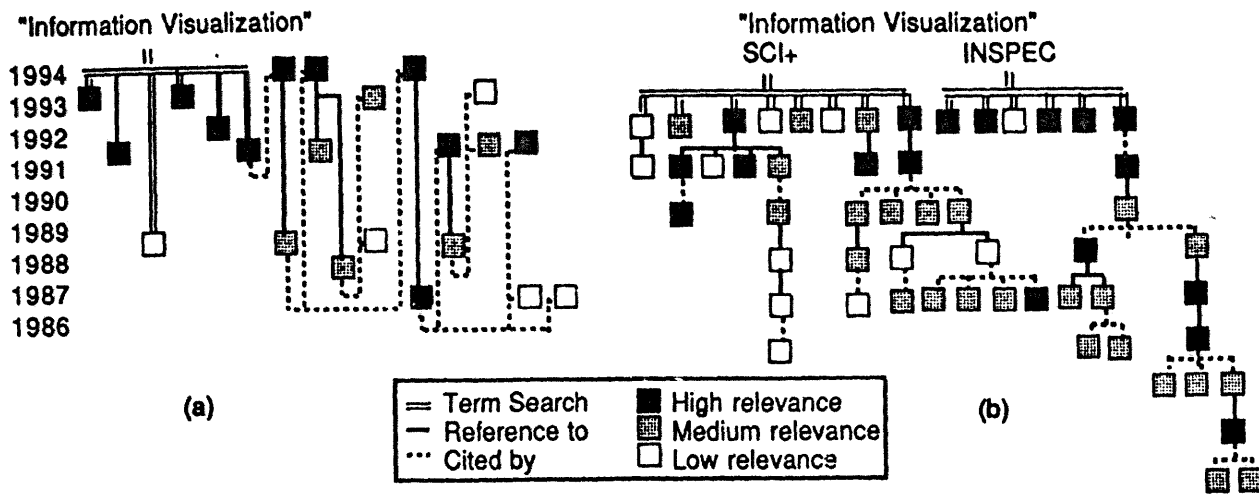 "Information Visualization"
1994
1993
1992
1991
1990
1989
1988
1987
1986
(a)
"Information Visualization"
SCI+ INSPEC
(b)
Term Search
Reference to
Cited by
High relevance
Medium relevance
Low relevance